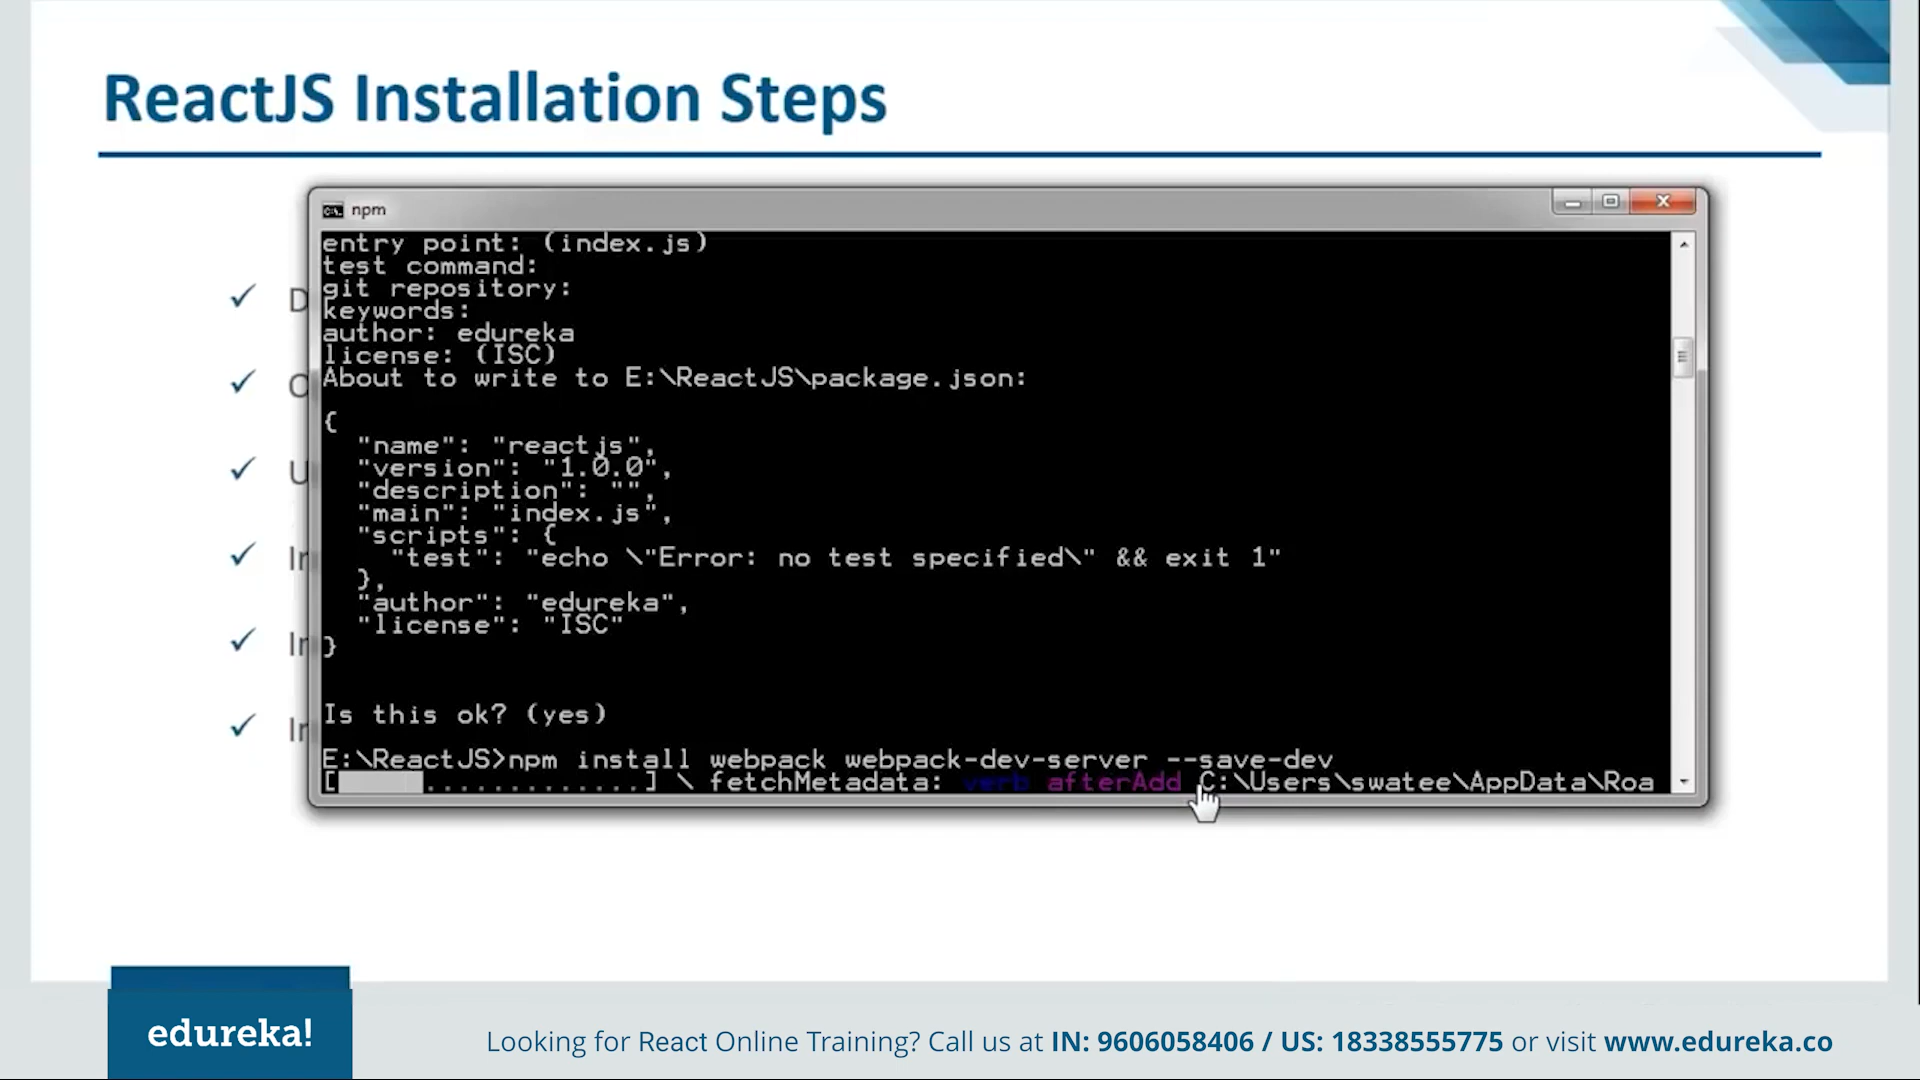 ReactJS Installation Steps
npm
entry point: (index.js)
test command:
git repository:
keywords:
author: edureka
license: (ISC)
About to write to E:\ReactJS\package.json:
{
"name": "reactjs",
"version": "1.0.0",
"description": "",
"main": "index.js",
"scripts": {
"test": "echo \"Error: no test specified\" && exit 1"
},
"author": "edureka",
"license": "ISC"
}
Is this ok? (yes)
E:\ReactJS>npm install webpack webpack-dev-server --save-dev
[ .............] \ fetchMetadata: verb afterAdd C:\Users\swatee\AppData\Roa
edureka!
Looking for React Online Training? Call us at IN: 9606058406 / US: 18338555775 or visit www.edureka.co